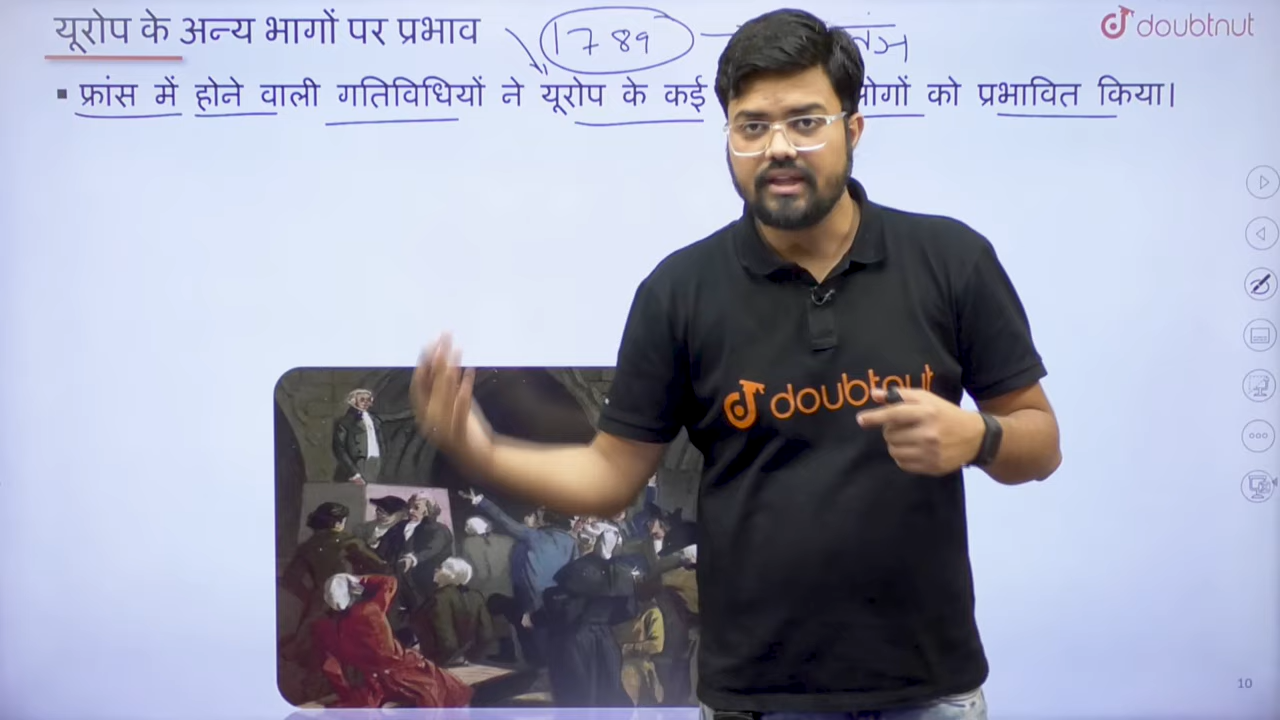 यूरोप के अन्य भागों पर प्रभाव 1789
doubtnut
फ्रांस में होने वाली गतिविधियों ने यूरोप के कई लोगों को प्रभावित किया।
doubtnut
10